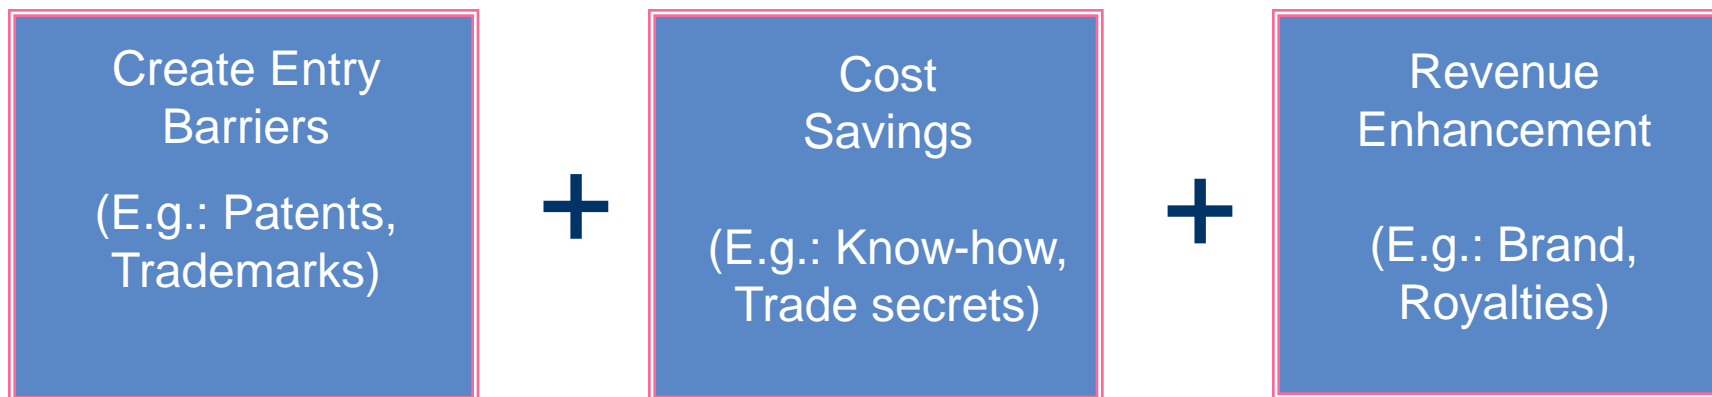 Create Entry
Barriers
(E.g.: Patents,
Trademarks)
+
Cost
Savings
(E.g.: Know-how,
Trade secrets)
+
Revenue
Enhancement
(E.g.: Brand,
Royalties)